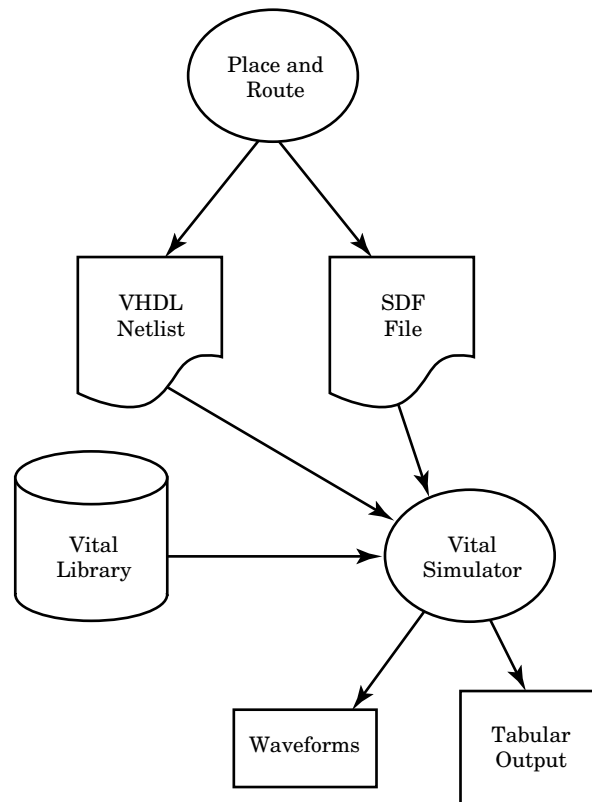 Place and
Route
VHDL
Netlist
SDF
File
Vital
Library
Vital
Simulator
Waveforms
Tabular
Output